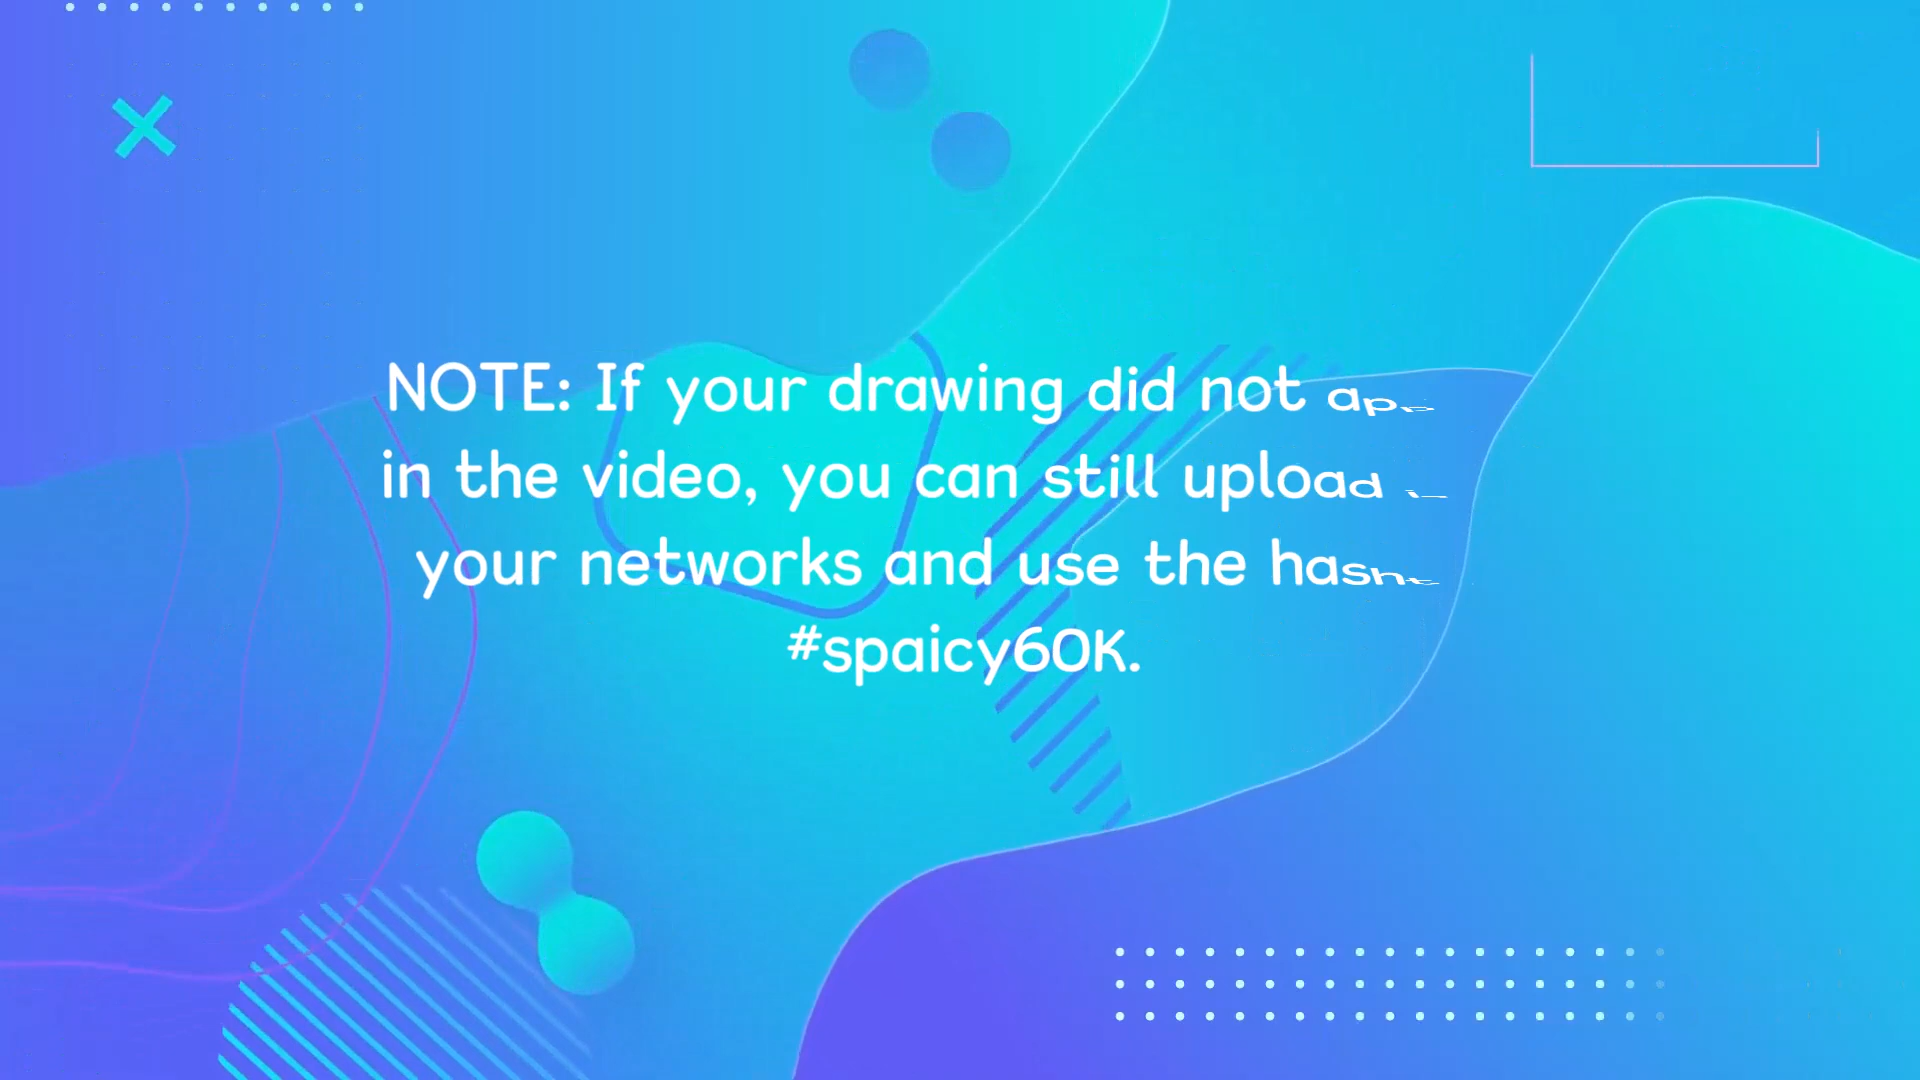 NOTE: If your drawing did not
in the video, you can still upload
your networks and use the
#spaicy60K.